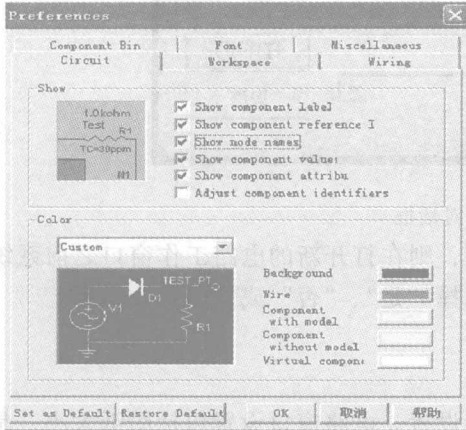 Preferences
Component Bin
Font
Miscellaneous
Circuit
Workspace
Wiring
Show
1.0kohm
Test
R1
TC=30ppm
Show component label
Show component reference I
Show node names
Show component value:
Show component attribu
Adjust component identifiers
Color
Custom
TEST_PT
D1
V1
R1
Background
Wire
Component
with model
Component
without model
Virtual compon
Set as Default
Restore Default
OK
取消
帮助